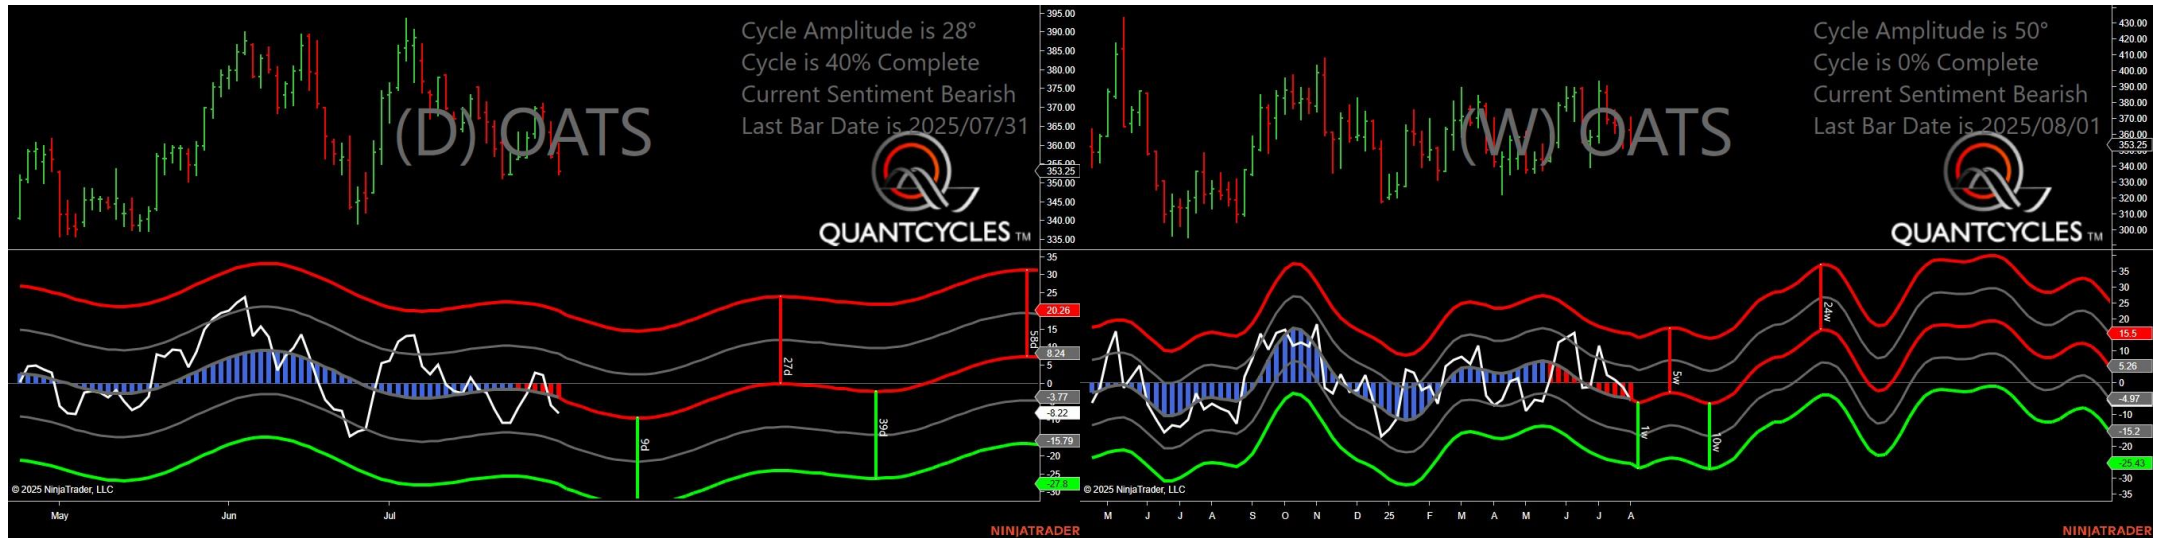 Cycle Amplitude is 28°
Cycle is 40% Complete
Current Sentiment Bearish
Last Bar Date is 2025/07/31
(D) OATS
QUANTCYCLES TM
395.00
390.00
385.00
380.00
375.00
370.00
365.00
360.00
355.00
353.25
350.00
345.00
340.00
335.00
35
30
25
20.26
15
8.24
5
0
-3.77
-8.22
-10
-15.79
-20
-25
-27.8
-30
9d
27d
39d
58d
© 2025 NinjaTrader, LLC
May
Jun
Jul
NINJATRADER
Cycle Amplitude is 50°
Cycle is 0% Complete
Current Sentiment Bearish
Last Bar Date is 2025/08/01
(W) OATS
QUANTCYCLES TM
430.00
420.00
410.00
400.00
390.00
380.00
370.00
360.00
353.25
340.00
330.00
320.00
310.00
300.00
35
30
25
20
15.5
10
5.26
0
-4.97
-10
-15.2
-20
-25.43
-30
-35
1w
5w
10w
24w
© 2025 NinjaTrader, LLC
M J J A S O N D 25 F M A M J J A
NINJATRADER